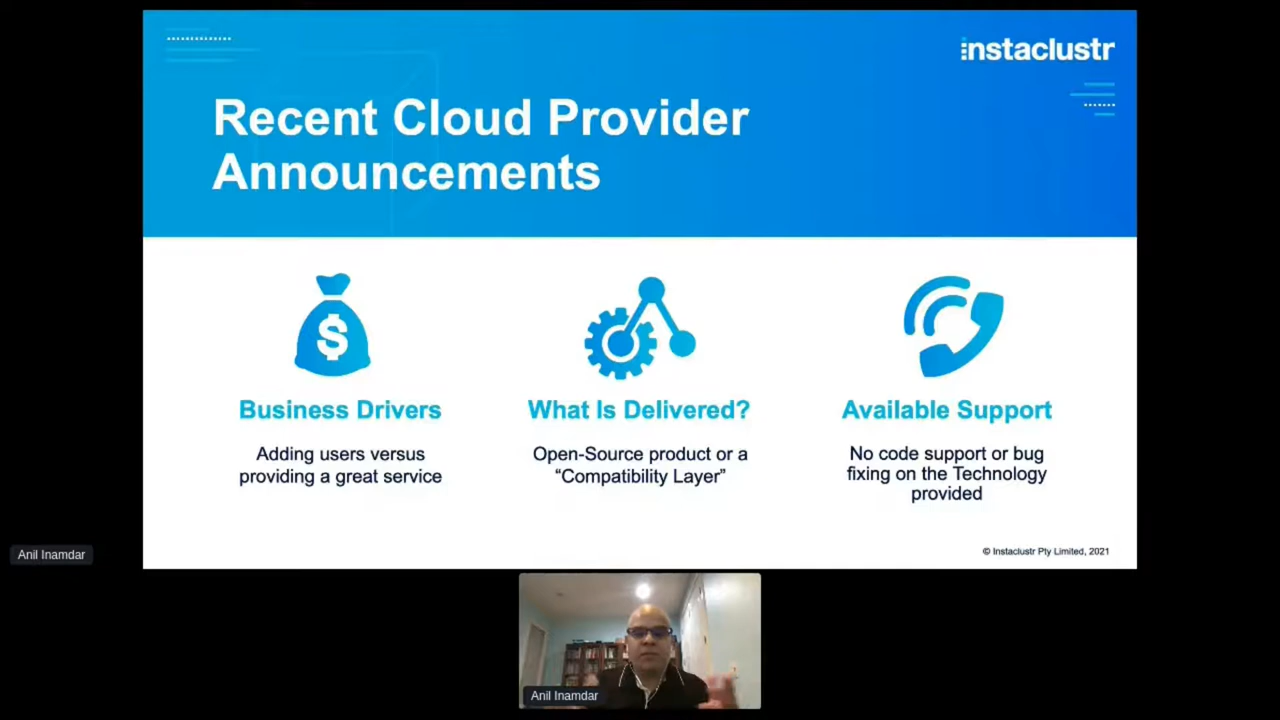 instaclustr
Recent Cloud Provider
Announcements
$
Business Drivers
Adding users versus
providing a great service
What Is Delivered?
Open-Source product or a
“Compatibility Layer”
Available Support
No code support or bug
fixing on the Technology
provided
© Instaclustr Pty Limited, 2021
Anil Inamdar
Anil Inamdar